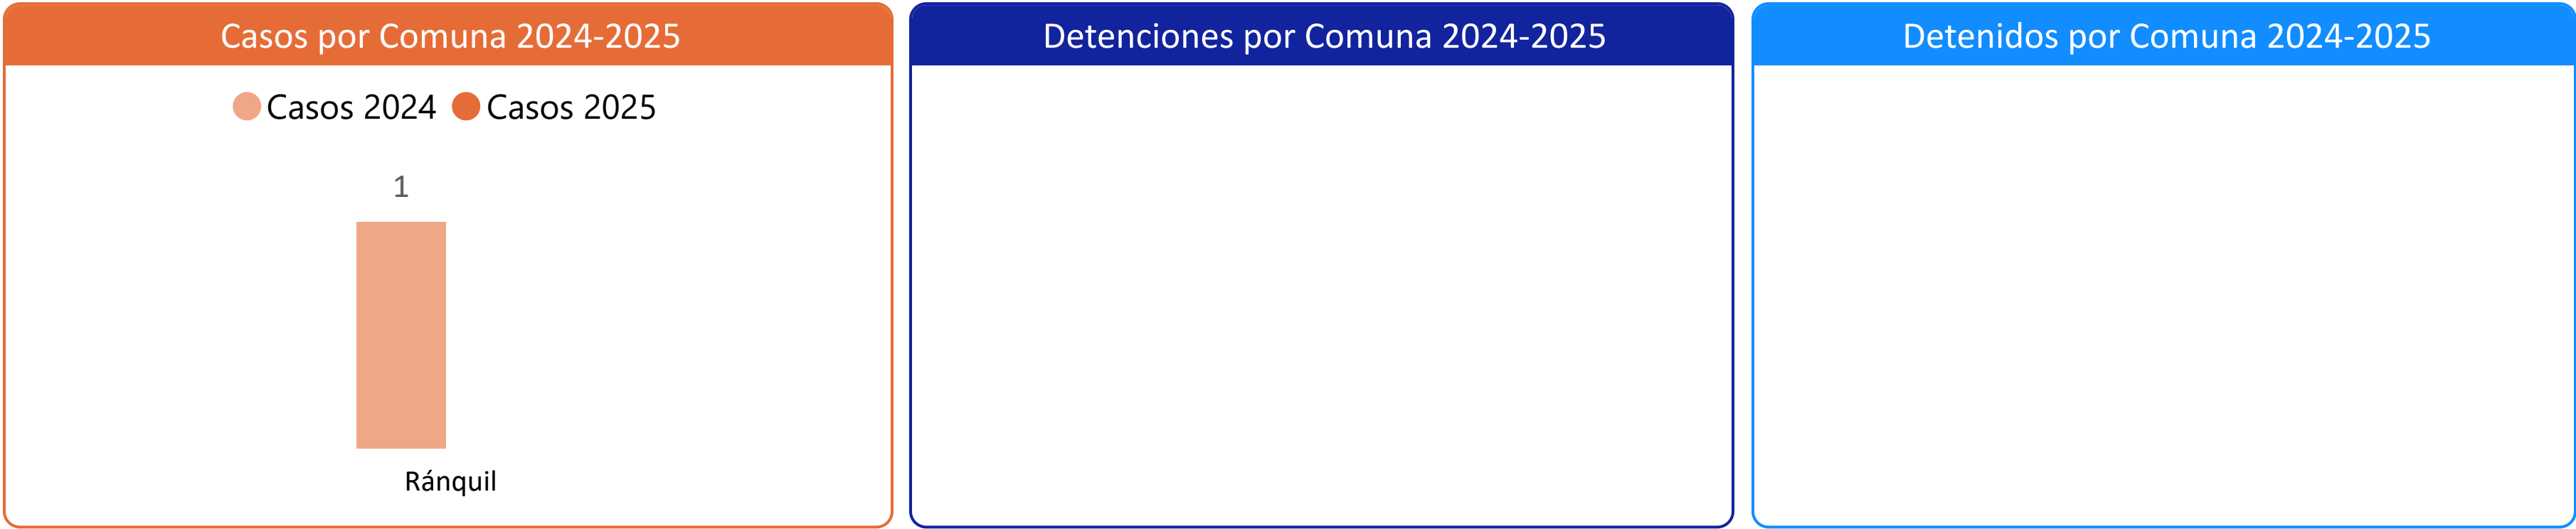 Casos por Comuna 2024-2025
Casos 2024 Casos 2025
1
Ránquil
Detenciones por Comuna 2024-2025
Detenidos por Comuna 2024-2025